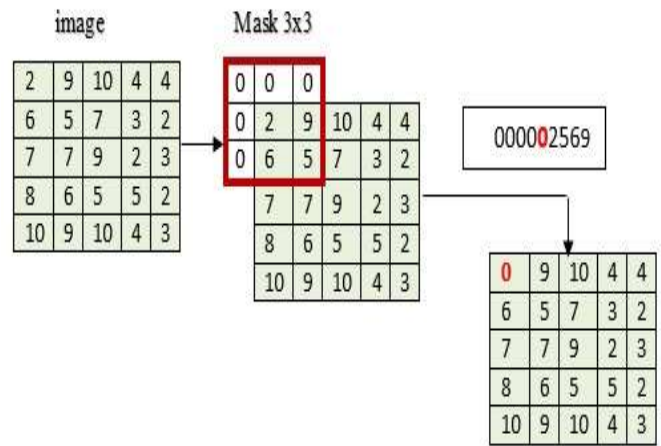 image
Mask 3x3
2 9 10 4 4
6 5 7 3 2
7 7 9 2 3
8 6 5 5 2
10 9 10 4 3
0 0 0
0 2 9 10 4 4
0 6 5 7 3 2
7 7 9 2 3
8 6 5 5 2
10 9 10 4 3
000002569
0 9 10 4 4
6 5 7 3 2
7 7 9 2 3
8 6 5 5 2
10 9 10 4 3